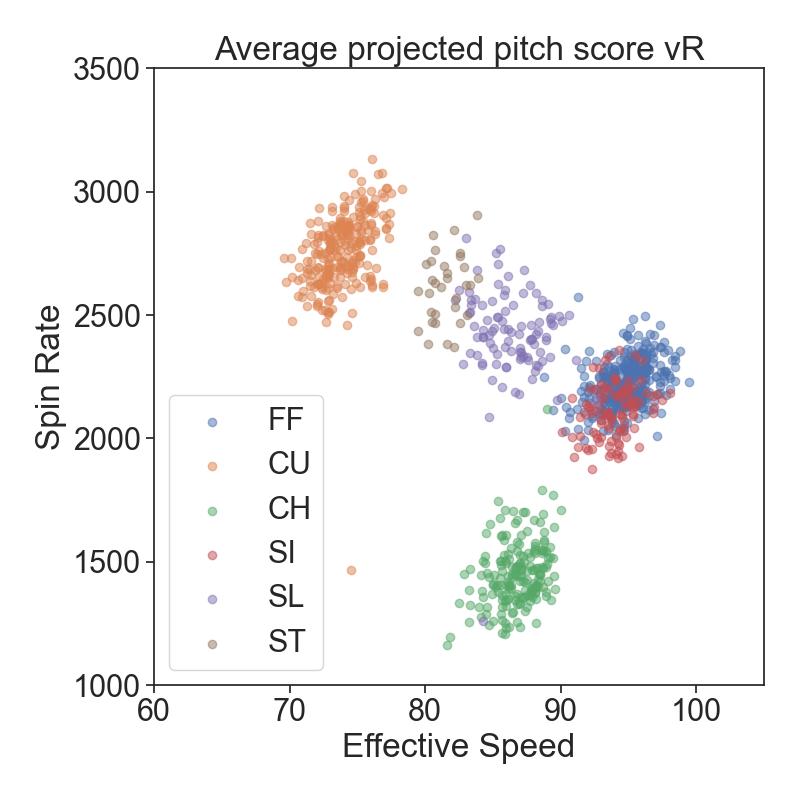 Average projected pitch score vR
3500
3000
2500
2000
1500
1000
Spin Rate
FF
CU
CH
SI
SL
ST
60
70
80
90
100
Effective Speed